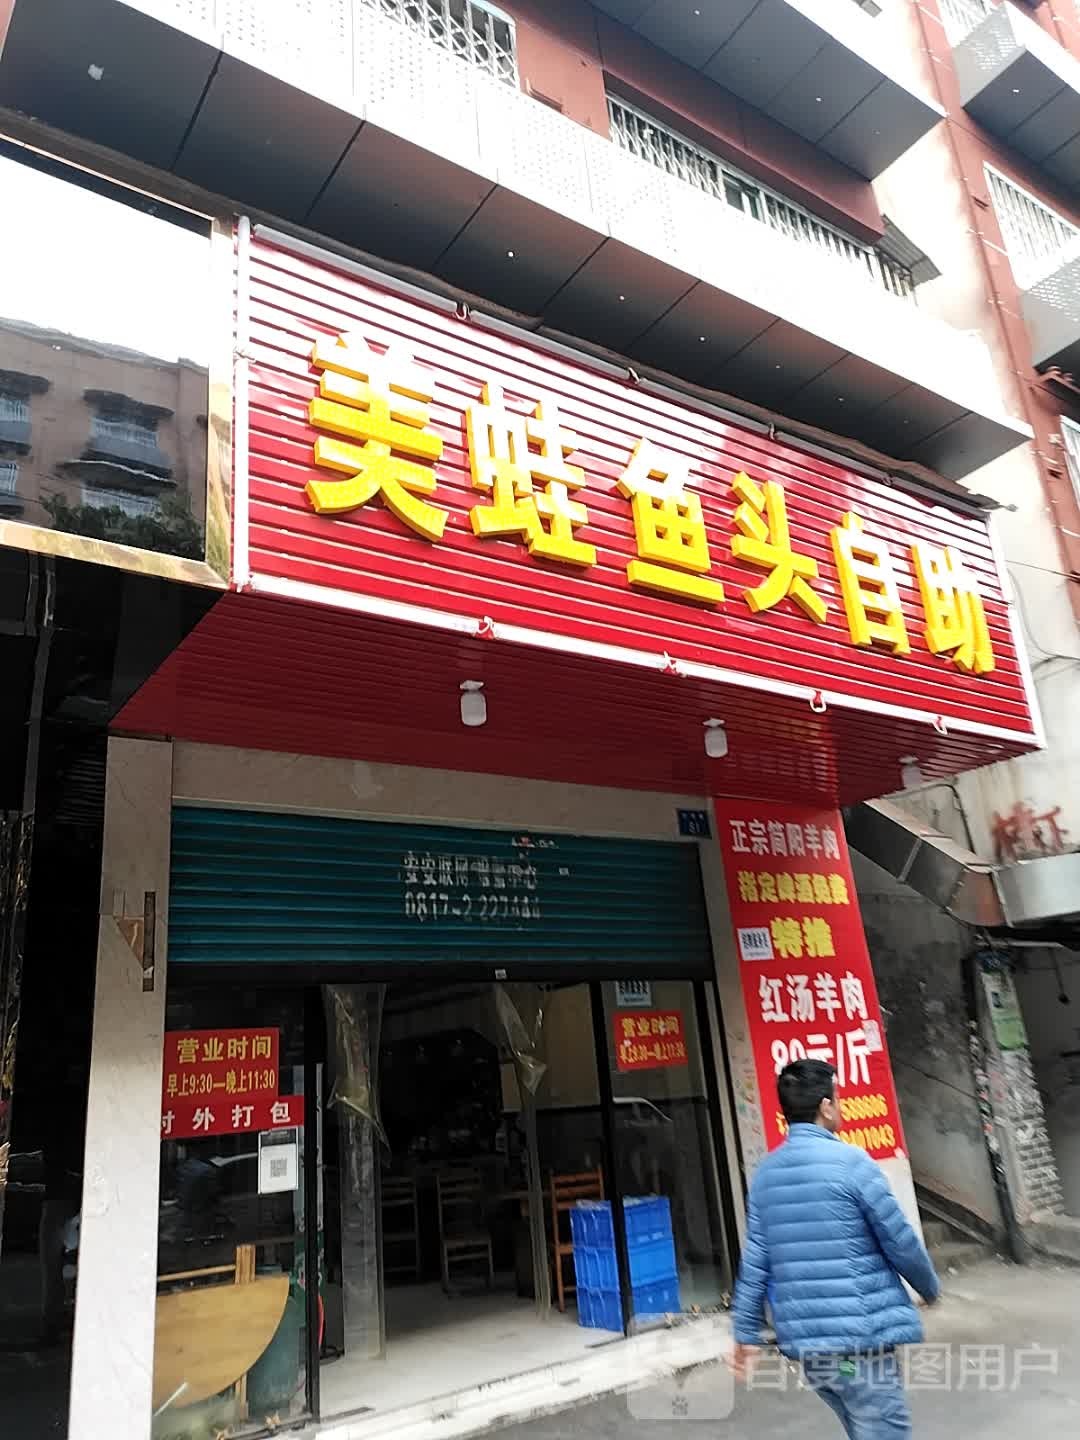 美蛙鱼头自助
正宗简阳羊肉
指定啤酒免费
特推
红汤羊肉
80元/斤
营业时间
早上9:30—晚上11:30
对外打包
营业时间
早上9:30—晚上11:30
81
百度地图用户